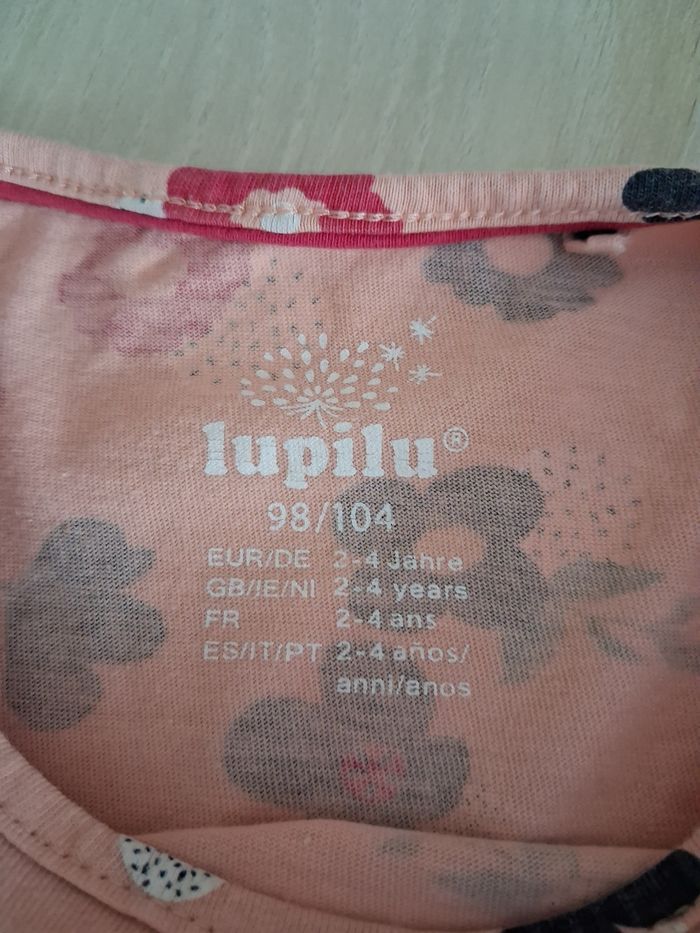 lupilu®
98/104
EUR/DE 2-4 Jahre
GB/IE/NI 2-4 years
FR 2-4 ans
ES/IT/PT 2-4 años/
anni/anos